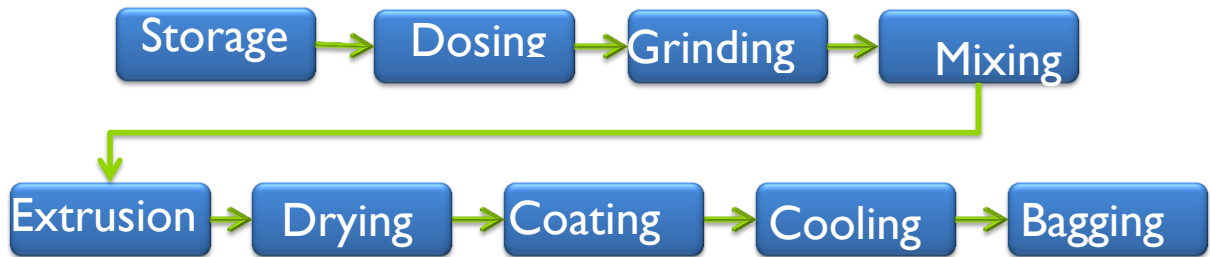 Storage
Dosing
Grinding
Mixing
Extrusion
Drying
Coating
Cooling
Bagging